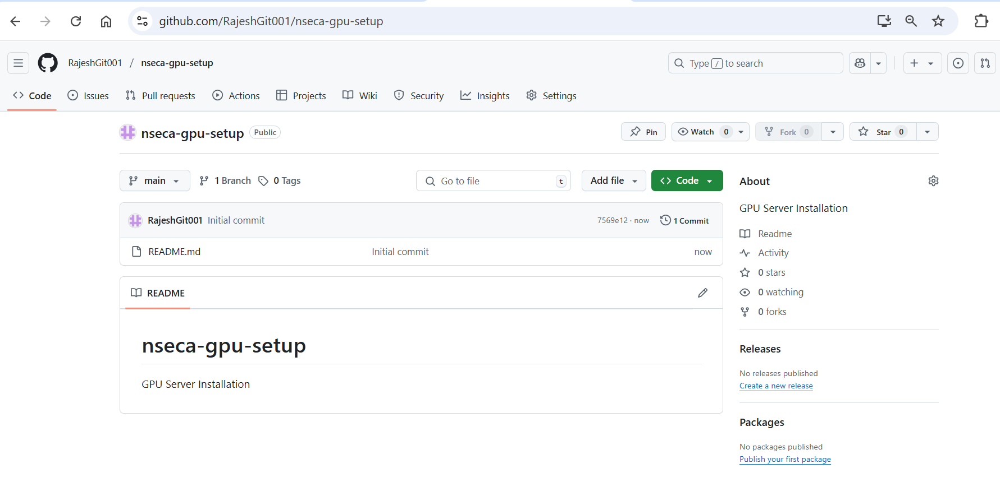 github.com/RajeshGit001/nseca-gpu-setup
RajeshGit001 / nseca-gpu-setup
Type / to search
Code
Issues
Pull requests
Actions
Projects
Wiki
Security
Insights
Settings
nseca-gpu-setup Public
Pin
Watch 0
Fork 0
Star 0
main
1 Branch
0 Tags
Go to file t
Add file
Code
RajeshGit001 Initial commit
7569e12 · now
1 Commit
README.md Initial commit now
README
nseca-gpu-setup
GPU Server Installation
About
GPU Server Installation
Readme
Activity
0 stars
0 watching
0 forks
Releases
No releases published
Create a new release
Packages
No packages published
Publish your first package